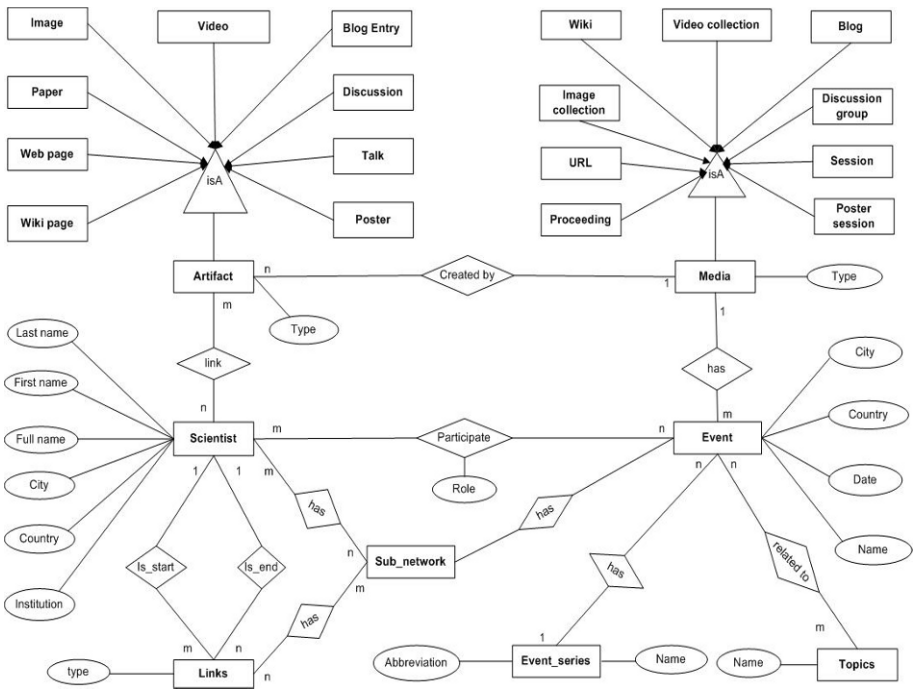 Image
Video
Blog Entry
Wiki
Video collection
Blog
Paper
Discussion
Image
collection
Discussion
group
Web page
Talk
URL
Session
isA
isA
Wiki page
Poster
Proceeding
Poster
session
Artifact
n
Created by
1
Media
Type
m
Type
1
Last name
link
has
City
First name
n
m
Country
Full name
Scientist
m
Participate
n
Event
City
1
1
m
Role
n
n
Date
Country
has
has
Is_start
Is_end
n
Sub_network
has
related to
Name
Institution
has
m
m
n
1
m
type
Links
n
Abbreviation
Event_series
Name
Name
Topics